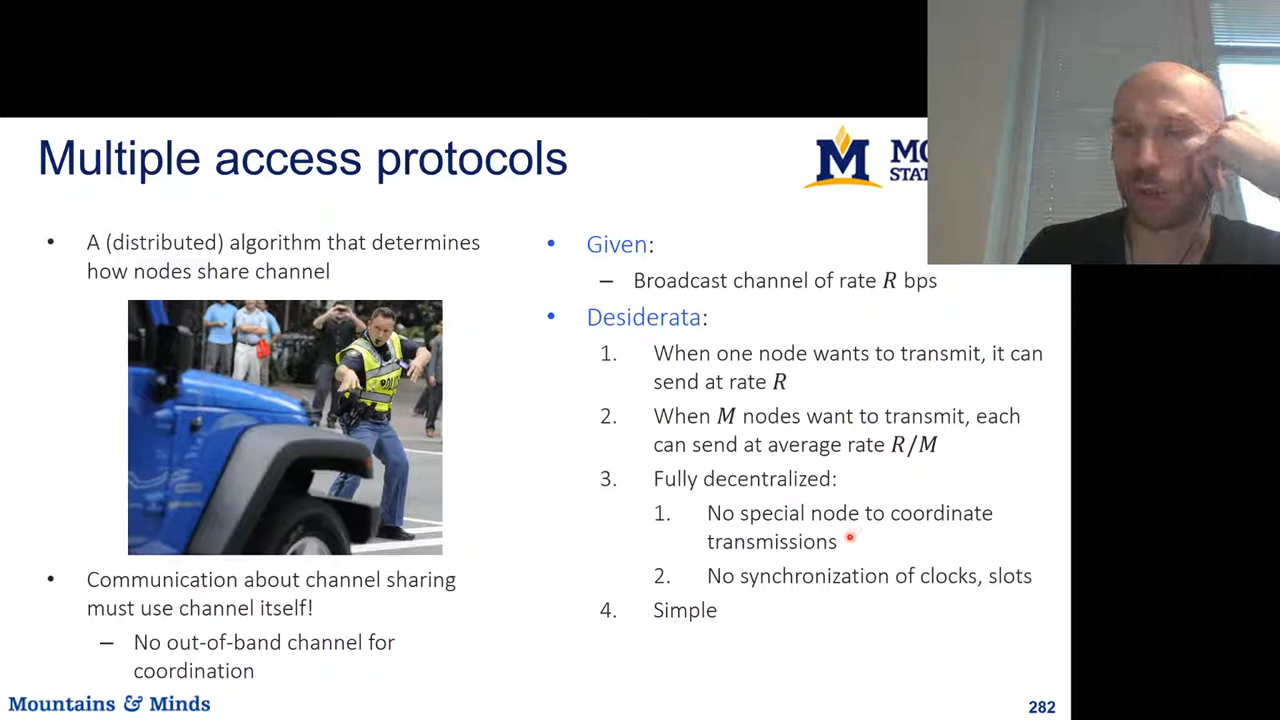 Multiple access protocols
M
MO
STAT
• A (distributed) algorithm that determines
how nodes share channel
POLICE
• Communication about channel sharing
must use channel itself!
– No out-of-band channel for
coordination
• Given:
– Broadcast channel of rate R bps
• Desiderata:
1. When one node wants to transmit, it can
send at rate R
2. When M nodes want to transmit, each
can send at average rate R/M
3. Fully decentralized:
1. No special node to coordinate
transmissions
2. No synchronization of clocks, slots
4. Simple
Mountains & Minds
282